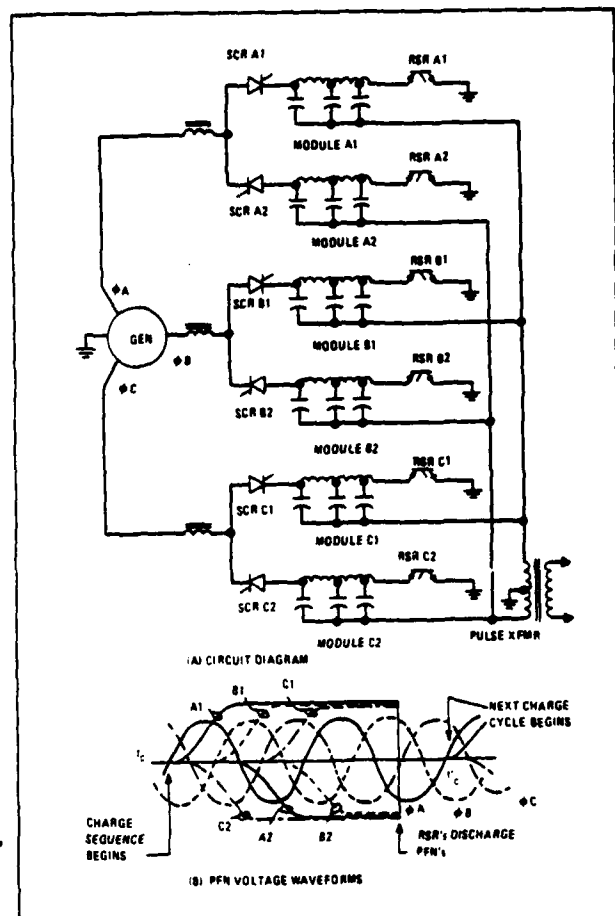 SCR A1
RSR A1
MODULE A1
RSR A2
SCR A2
MODULE A2
RSR B1
ΦA
SCR B1
GEN
ΦB
MODULE B1
ΦC
RSR B2
SCR B2
MODULE B2
RSR C1
SCR C1
MODULE C1
RSR C2
SCR C2
MODULE C2
PULSE XFMR
(A) CIRCUIT DIAGRAM
A1
B1
C1
NEXT CHARGE
CYCLE BEGINS
tc
t'c
ΦA
ΦB
ΦC
CHARGE
SEQUENCE
BEGINS
C2
A2
B2
RSR's DISCHARGE
PFN's
(B) PFN VOLTAGE WAVEFORMS